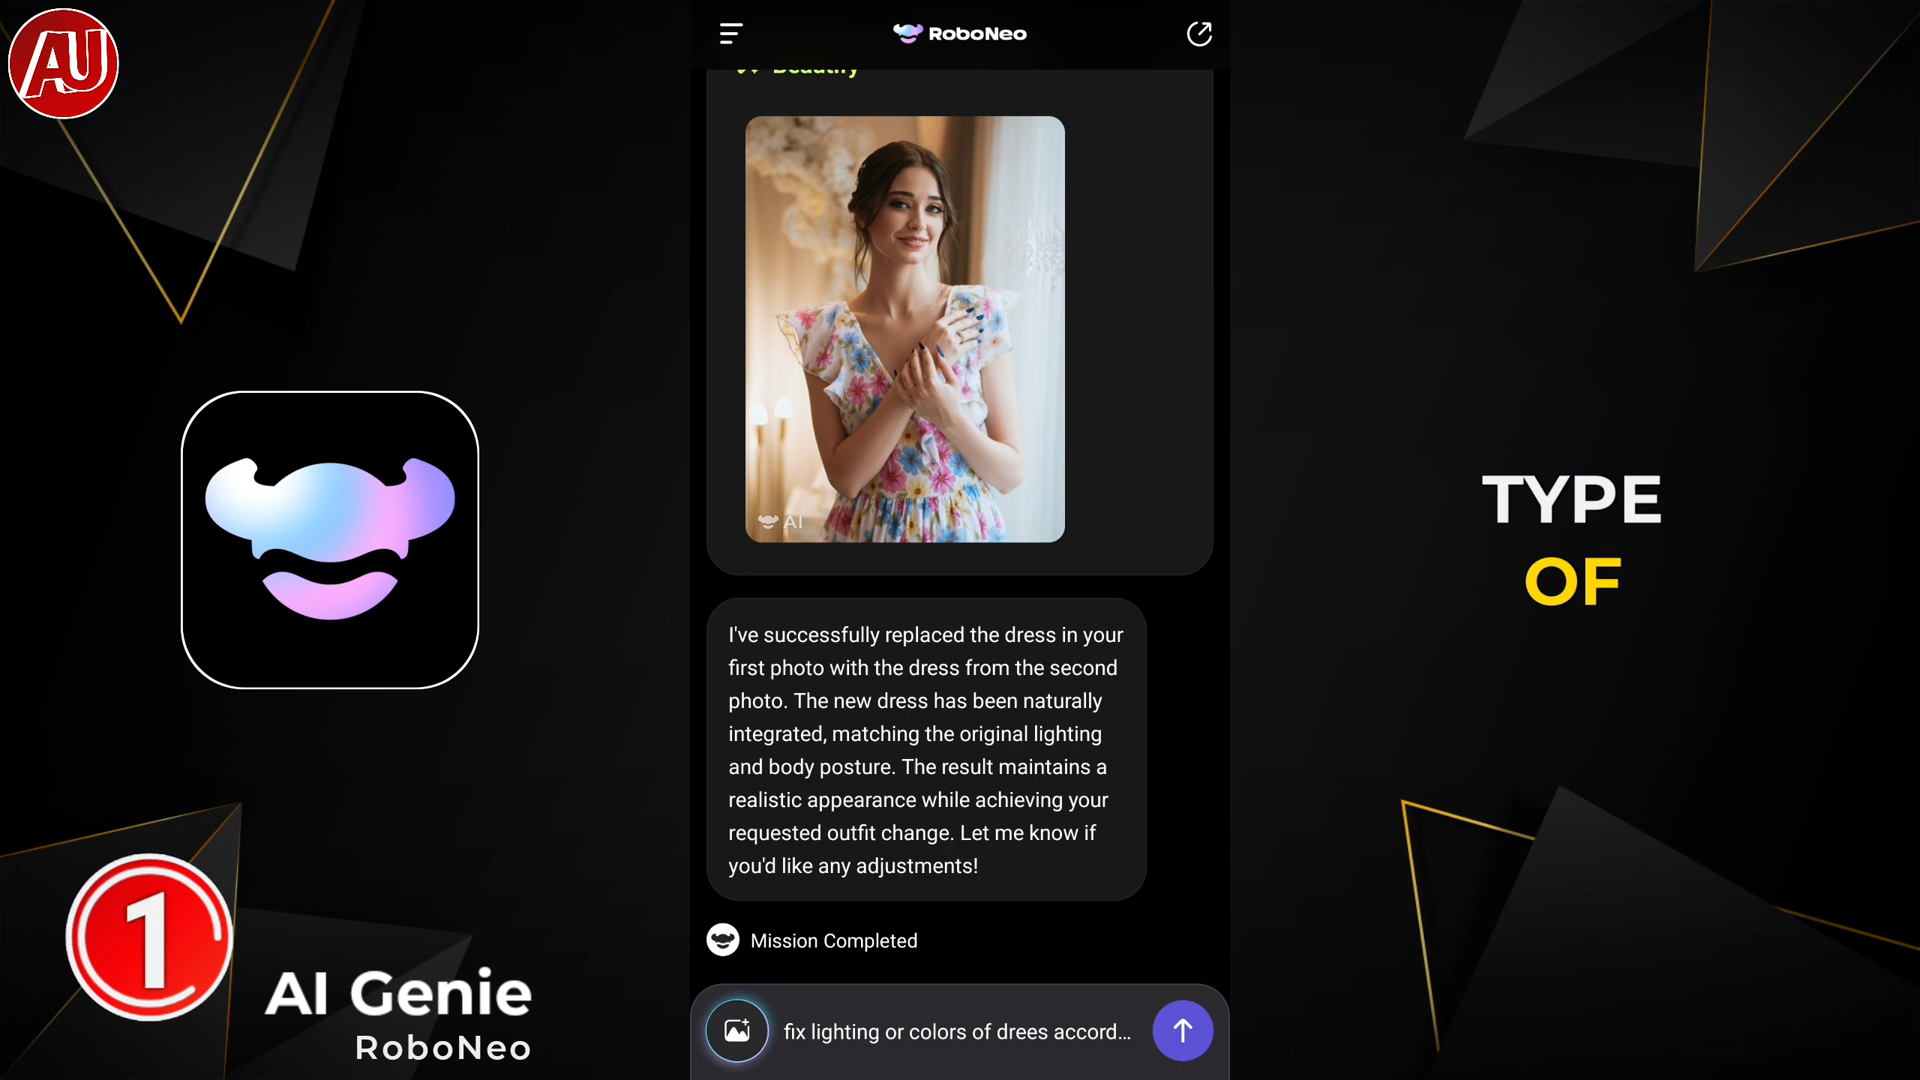 AU
RoboNeo
Beautify
AI
I've successfully replaced the dress in your
first photo with the dress from the second
photo. The new dress has been naturally
integrated, matching the original lighting
and body posture. The result maintains a
realistic appearance while achieving your
requested outfit change. Let me know if
you'd like any adjustments!
Mission Completed
fix lighting or colors of drees accord...
TYPE
OF
1
AI Genie
RoboNeo